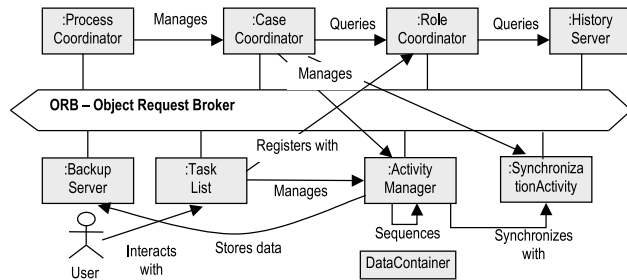 :Process
Coordinator
Manages
:Case
Coordinator
Queries
:Role
Coordinator
Queries
:History
Server
Manages
ORB – Object Request Broker
Registers with
:Backup
Server
:Task
List
Manages
:Activity
Manager
:Synchroniza
tionActivity
User
Interacts
with
Stores data
Sequences
Synchronizes
with
DataContainer